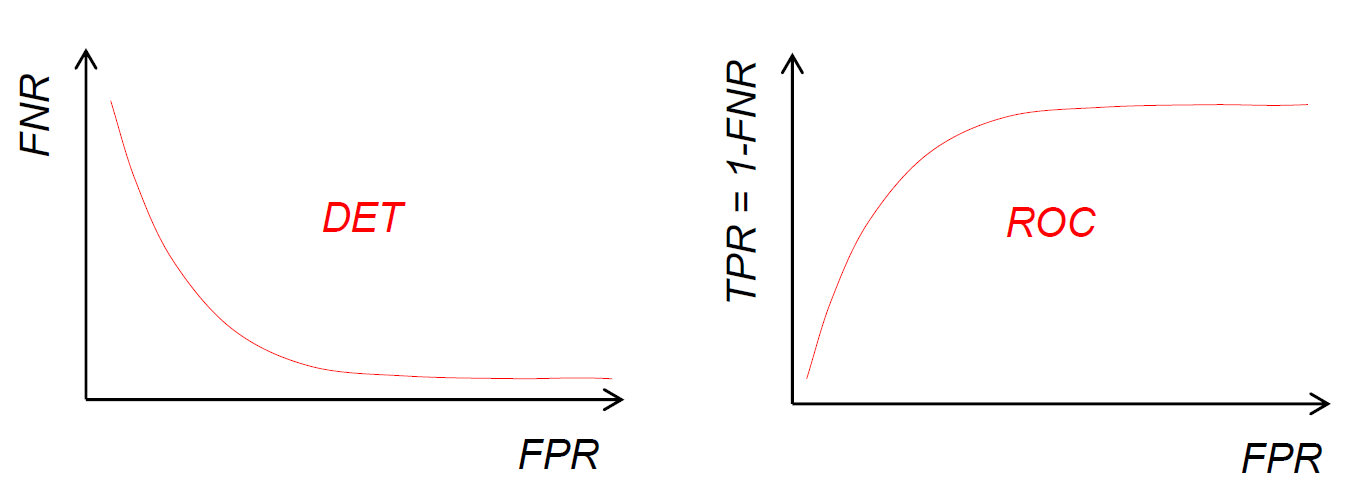 FNR
DET
FPR
TPR = 1-FNR
ROC
FPR